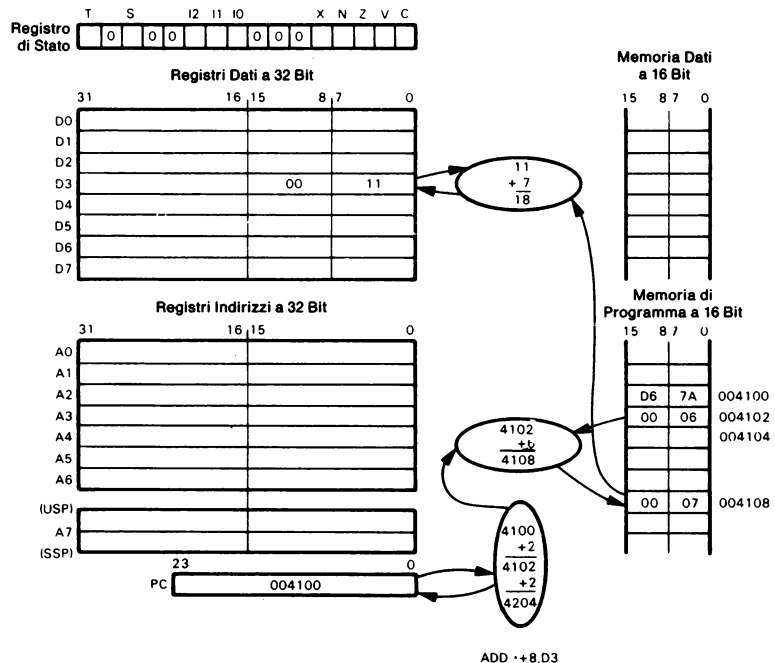 T S I2 I1 I0 X N Z V C
Registro di Stato
0 0 0 0 0 0
Registri Dati a 32 Bit
31 16 15 8 7 0
D0
D1
D2
D3 00 11
D4
D5
D6
D7
11
+ 7
18
Memoria Dati
a 16 Bit
15 8 7 0
Registri Indirizzi a 32 Bit
31 16 15 0
A0
A1
A2
A3
A4
A5
A6
(USP)
A7
(SSP)
23 0
PC 004100
4102
+6
4108
4100
+2
4102
+2
4204
Memoria di
Programma a 16 Bit
15 8 7 0
D6 7A 004100
00 06 004102
004104
00 07 004108
ADD ·+8,D3